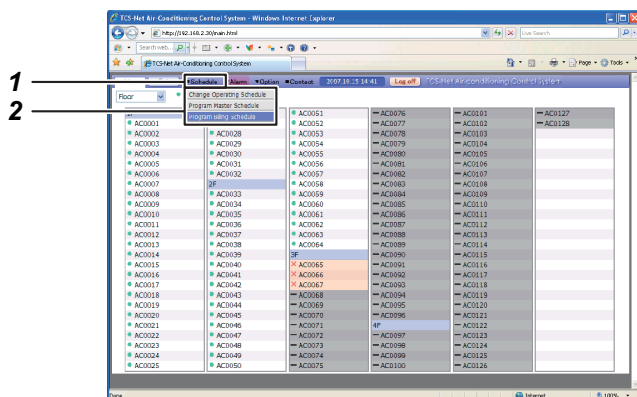 1
2
TCS-Net Air-Conditioning Control System - Windows Internet Explorer
http://192.168.2.30/main.html
Live Search
Search web...
TCS-Net Air-Conditioning Control System
Page
Tools
Schedule Alarm Option Contact 2007.10.15 14:41 Log off TCS-Net Air-conditioning Control System
Floor
Change Operating Schedule
Program Master Schedule
Program Billing Schedule
AC0001
AC0002
AC0003
AC0004
AC0005
AC0006
AC0007
AC0008
AC0009
AC0010
AC0011
AC0012
AC0013
AC0014
AC0015
AC0016
AC0017
AC0018
AC0019
AC0020
AC0021
AC0022
AC0023
AC0024
AC0025
AC0028
AC0029
AC0030
AC0031
AC0032
2F
AC0033
AC0034
AC0035
AC0036
AC0037
AC0038
AC0039
AC0040
AC0041
AC0042
AC0043
AC0044
AC0045
AC0046
AC0047
AC0048
AC0049
AC0050
AC0051
AC0052
AC0053
AC0054
AC0055
AC0056
AC0057
AC0058
AC0059
AC0060
AC0061
AC0062
AC0063
AC0064
3F
AC0065
AC0066
AC0067
AC0068
AC0069
AC0070
AC0071
AC0072
AC0073
AC0074
AC0075
AC0076
AC0077
AC0078
AC0079
AC0080
AC0081
AC0082
AC0083
AC0084
AC0085
AC0086
AC0087
AC0088
AC0089
AC0090
AC0091
AC0092
AC0093
AC0094
AC0095
AC0096
4F
AC0097
AC0098
AC0099
AC0100
AC0101
AC0102
AC0103
AC0104
AC0105
AC0106
AC0107
AC0108
AC0109
AC0110
AC0111
AC0112
AC0113
AC0114
AC0115
AC0116
AC0117
AC0118
AC0119
AC0120
AC0121
AC0122
AC0123
AC0124
AC0125
AC0126
AC0127
AC0128
Done
Internet
100%